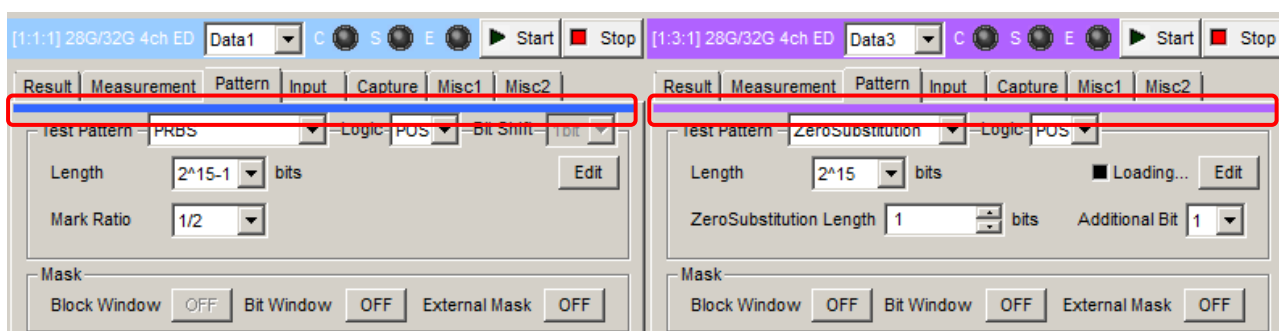 [1:1:1] 28G/32G 4ch ED Data1 C S E Start Stop
Result Measurement Pattern Input Capture Misc1 Misc2
Test Pattern PRBS Logic POS Bit Shift 1bit
Length 2^15-1 bits Edit
Mark Ratio 1/2
Mask
Block Window OFF Bit Window OFF External Mask OFF
[1:3:1] 28G/32G 4ch ED Data3 C S E Start Stop
Result Measurement Pattern Input Capture Misc1 Misc2
Test Pattern ZeroSubstitution Logic POS
Length 2^15 bits Loading... Edit
ZeroSubstitution Length 1 bits Additional Bit 1
Mask
Block Window OFF Bit Window OFF External Mask OFF